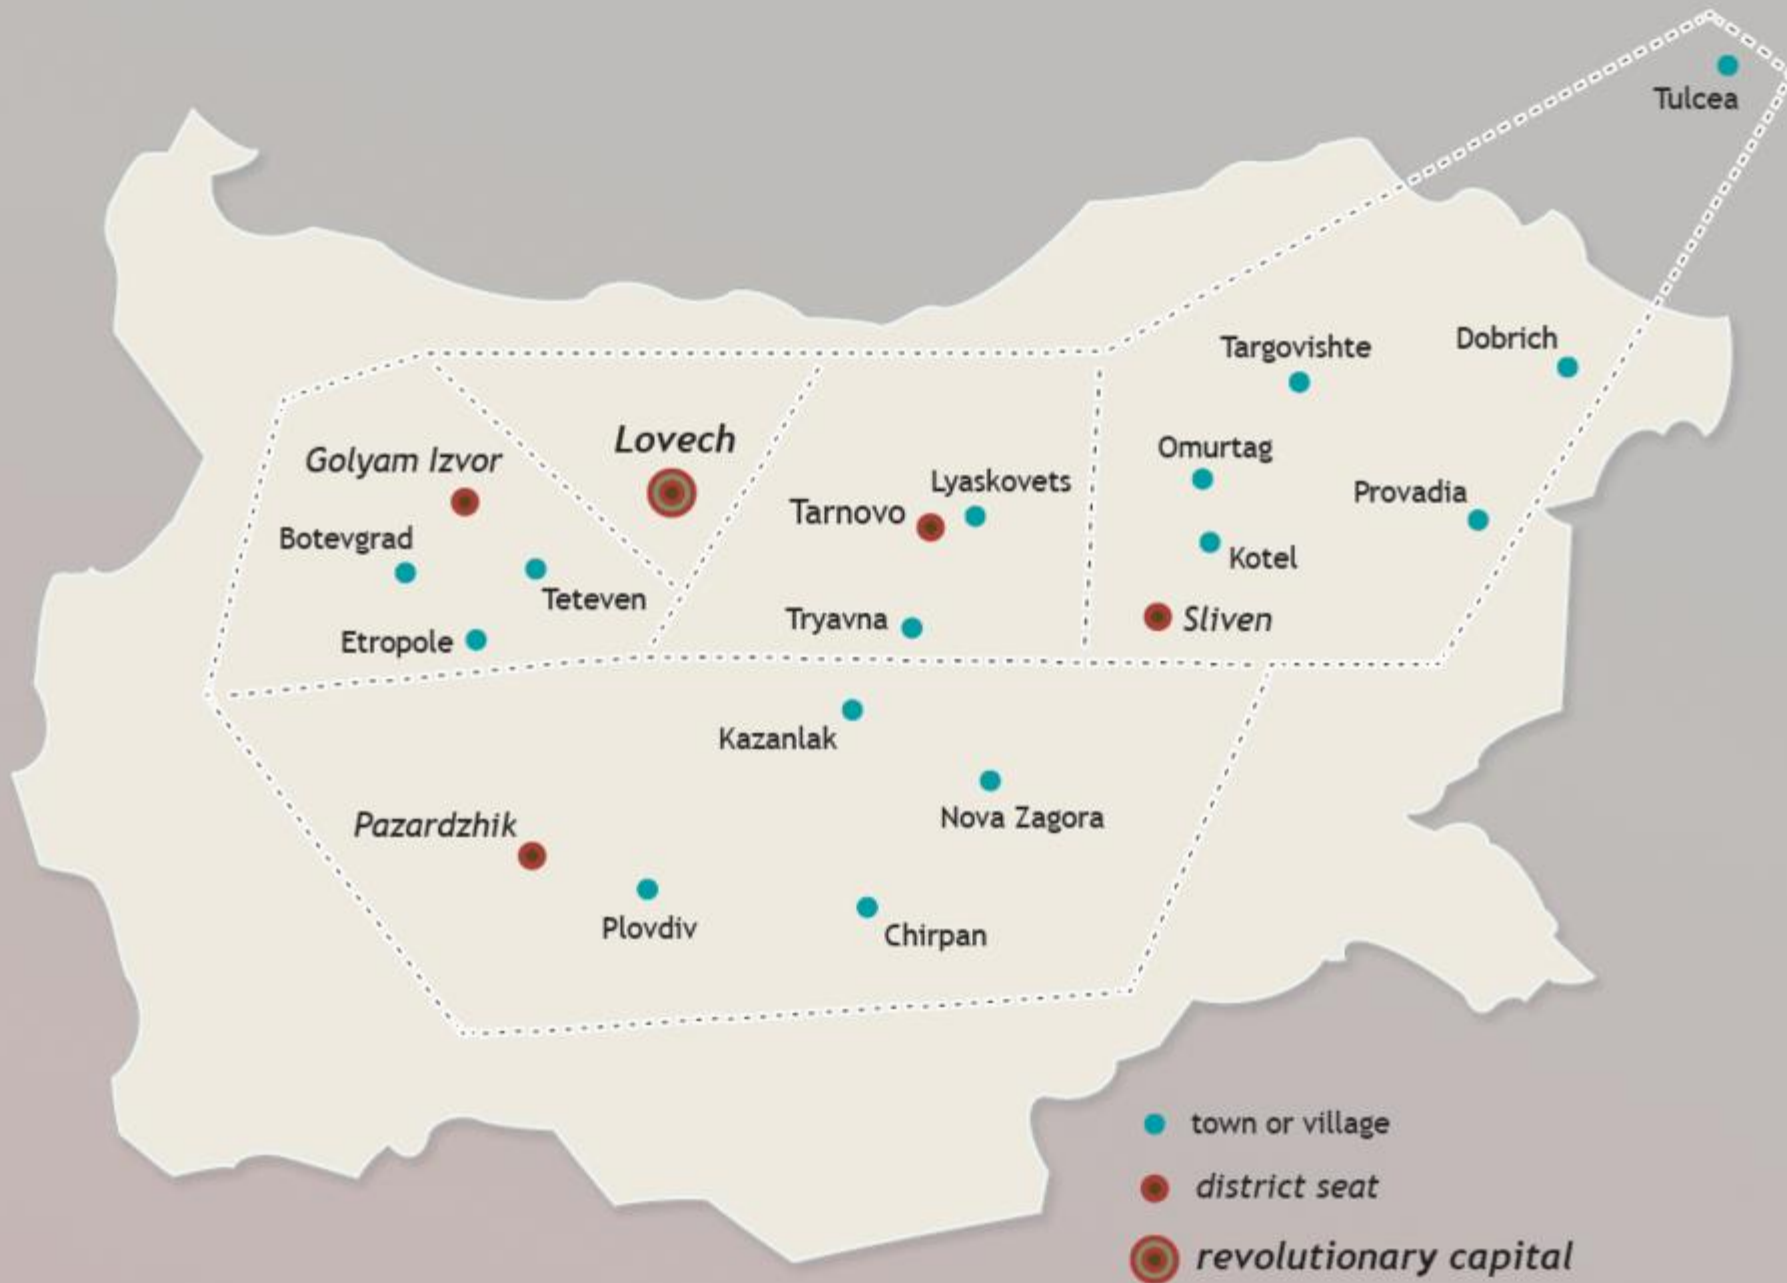 Tulcea
Targovishte
Dobrich
Lovech
Golyam Izvor
Omurtag
Lyaskovets
Provadia
Tarnovo
Botevgrad
Kotel
Teteven
Tryavna
Sliven
Etropole
Kazanlak
Nova Zagora
Pazardzhik
Plovdiv
Chirpan
town or village
district seat
revolutionary capital